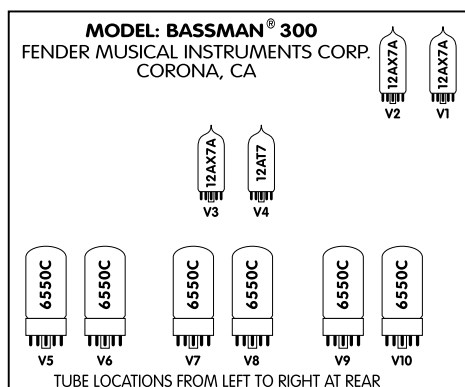 MODEL: BASSMAN® 300
FENDER MUSICAL INSTRUMENTS CORP.
CORONA, CA
12AX7A 12AX7A
V2 V1
12AX7A 12AT7
V3 V4
6550C 6550C 6550C 6550C 6550C 6550C
V5 V6 V7 V8 V9 V10
TUBE LOCATIONS FROM LEFT TO RIGHT AT REAR